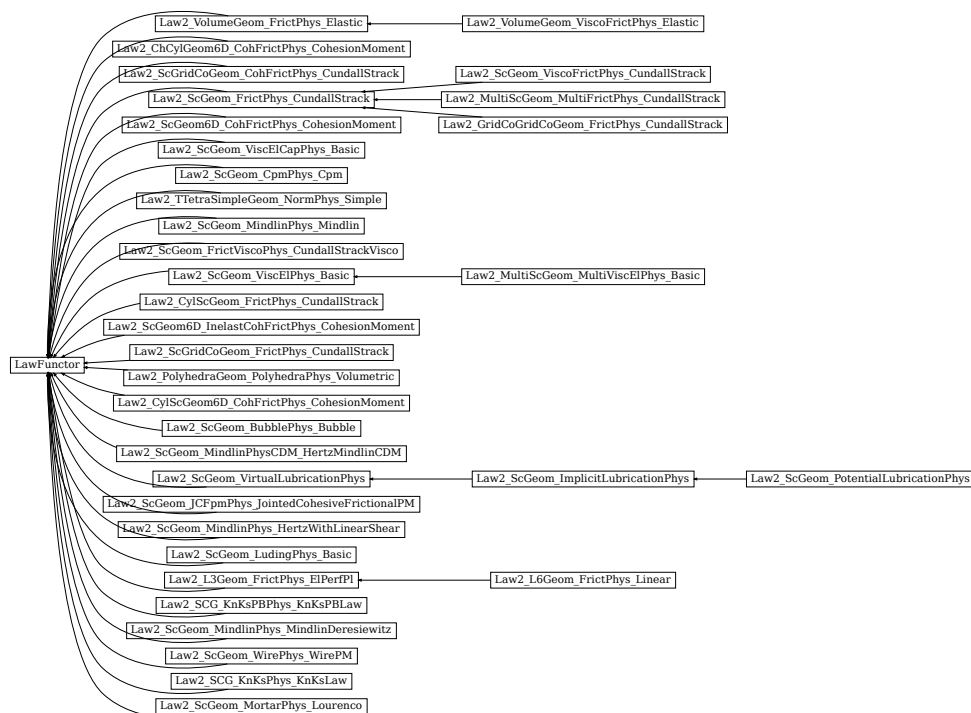 Law2_VolumeGeom_FrictPhys_Elastic
Law2_VolumeGeom_ViscoFrictPhys_Elastic
Law2_ChCylGeom6D_CohFrictPhys_CohesionMoment
Law2_ScGridCoGeom_CohFrictPhys_CundallStrack
Law2_ScGeom_ViscoFrictPhys_CundallStrack
Law2_ScGeom_FrictPhys_CundallStrack
Law2_MultiScGeom_MultiFrictPhys_CundallStrack
Law2_ScGeom6D_CohFrictPhys_CohesionMoment
Law2_GridCoGridCoGeom_FrictPhys_CundallStrack
Law2_ScGeom_ViscElCapPhys_Basic
Law2_ScGeom_CpmPhys_Cpm
Law2_TTetraSimpleGeom_NormPhys_Simple
Law2_ScGeom_MindlinPhys_Mindlin
Law2_ScGeom_FrictViscoPhys_CundallStrackVisco
Law2_ScGeom_ViscElPhys_Basic
Law2_MultiScGeom_MultiViscElPhys_Basic
Law2_CylScGeom_FrictPhys_CundallStrack
Law2_ScGeom6D_InelastCohFrictPhys_CohesionMoment
Law2_ScGridCoGeom_FrictPhys_CundallStrack
LawFunctor
Law2_PolyhedraGeom_PolyhedraPhys_Volumetric
Law2_CylScGeom6D_CohFrictPhys_CohesionMoment
Law2_ScGeom_BubblePhys_Bubble
Law2_ScGeom_MindlinPhysCDM_HertzMindlinCDM
Law2_ScGeom_VirtualLubricationPhys
Law2_ScGeom_ImplicitLubricationPhys
Law2_ScGeom_PotentialLubricationPhys
Law2_ScGeom_JCFpmPhys_JointedCohesiveFrictionalPM
Law2_ScGeom_MindlinPhys_HertzWithLinearShear
Law2_ScGeom_LudingPhys_Basic
Law2_L3Geom_FrictPhys_ElPerfPl
Law2_L6Geom_FrictPhys_Linear
Law2_SCG_KnKsPBPhys_KnKsPBLaw
Law2_ScGeom_MindlinPhys_MindlinDeresiewitz
Law2_ScGeom_WirePhys_WirePM
Law2_SCG_KnKsPhys_KnKsLaw
Law2_ScGeom_MortarPhys_Lourenco